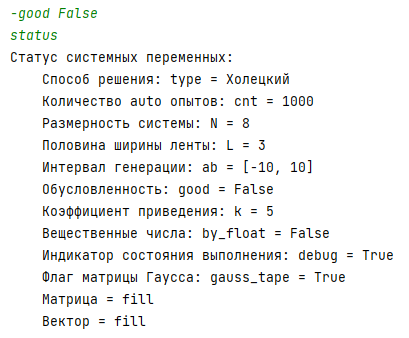 -good False
status
Статус системных переменных:
Способ решения: type = Холецкий
Количество auto опытов: cnt = 1000
Размерность системы: N = 8
Половина ширины ленты: L = 3
Интервал генерации: ab = [-10, 10]
Обусловленность: good = False
Коэффициент приведения: k = 5
Вещественные числа: by_float = False
Индикатор состояния выполнения: debug = True
Флаг матрицы Гаусса: gauss_tape = True
Матрица = fill
Вектор = fill